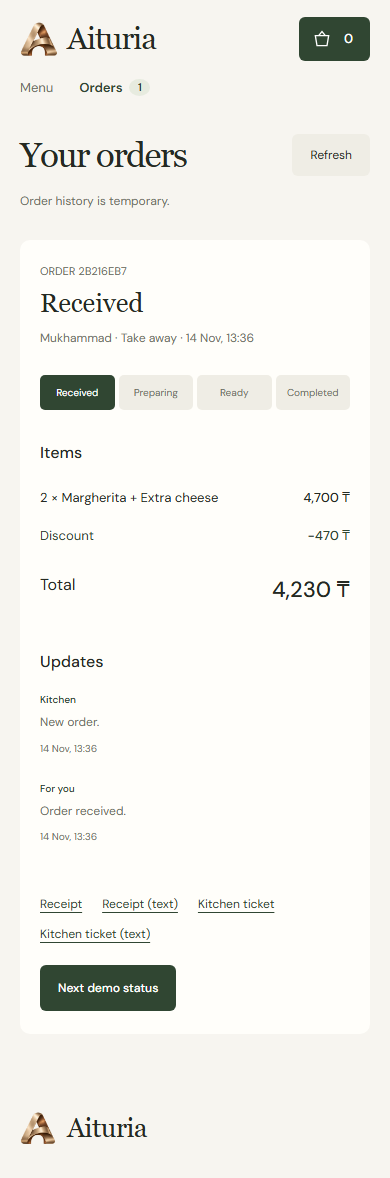 Aituria
0
Menu
Orders 1
Your orders
Refresh
Order history is temporary.
ORDER 2B216EB7
Received
Mukhammad · Take away · 14 Nov, 13:36
Received
Preparing
Ready
Completed
Items
2 × Margherita + Extra cheese 4,700 ₸
Discount −470 ₸
Total 4,230 ₸
Updates
Kitchen
New order.
14 Nov, 13:36
For you
Order received.
14 Nov, 13:36
Receipt Receipt (text) Kitchen ticket
Kitchen ticket (text)
Next demo status
Aituria